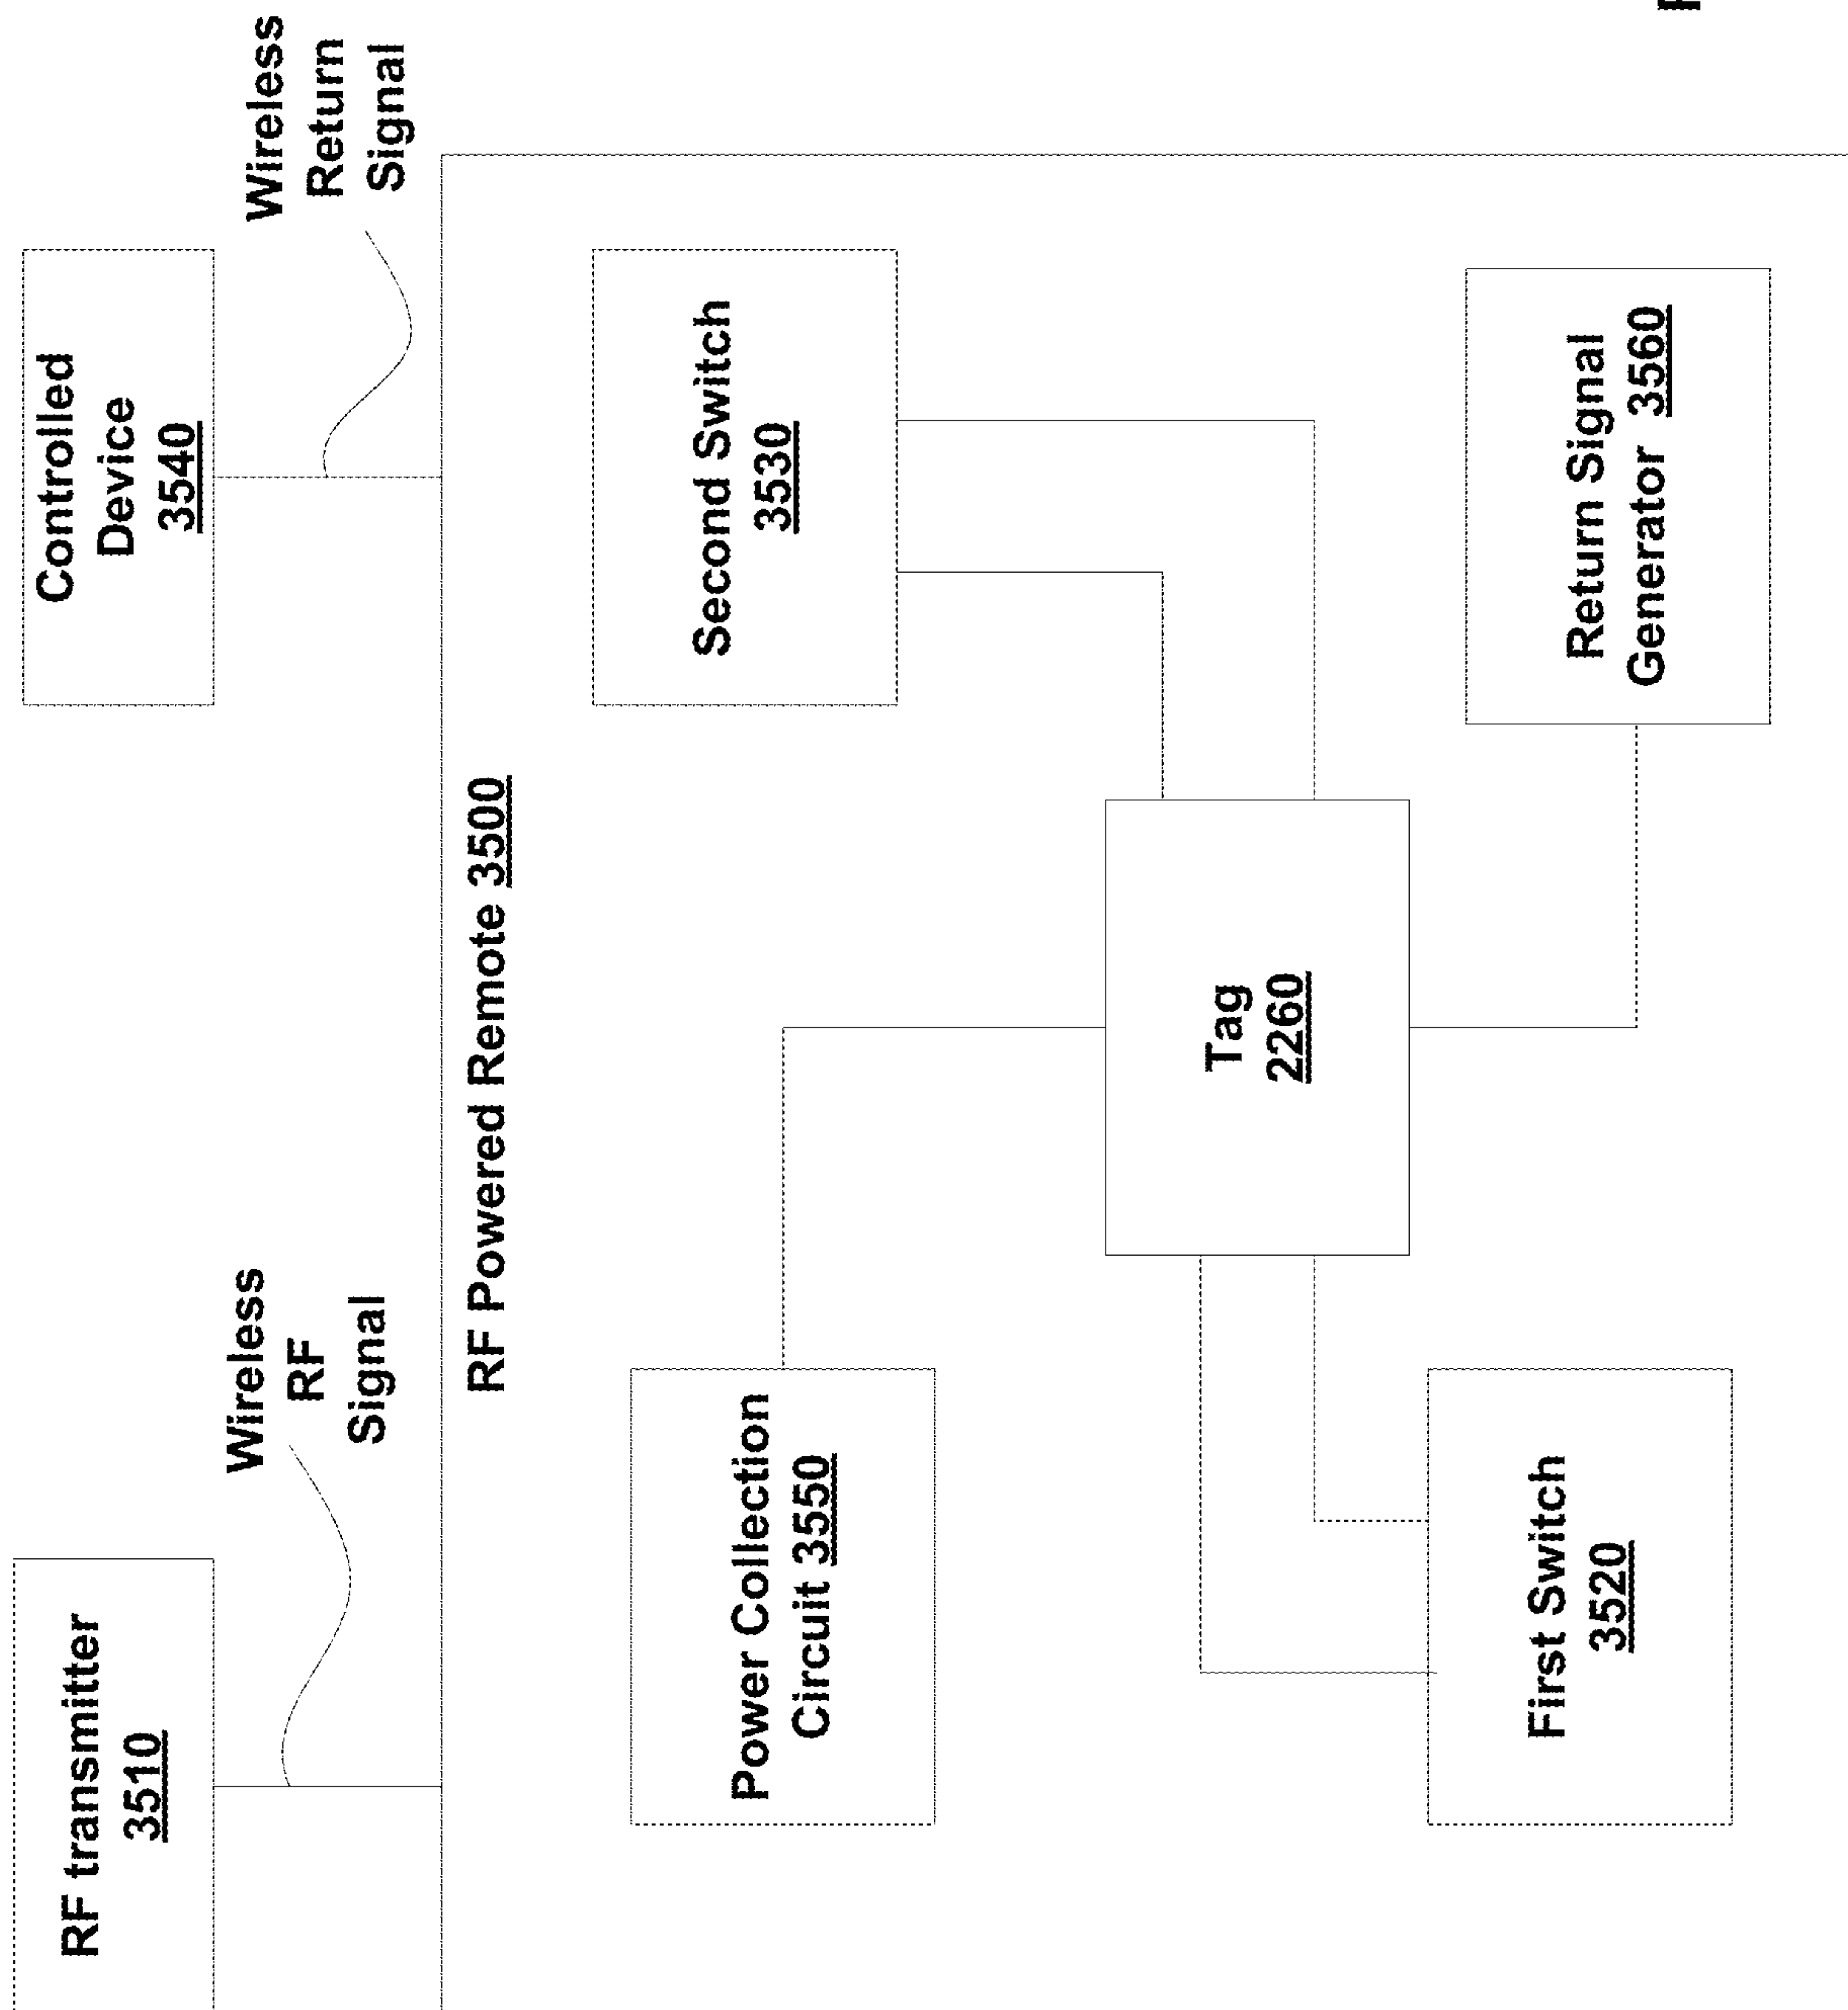 RF transmitter
3510
Wireless
RF
Signal
Controlled
Device
3540
Wireless
Return
Signal
RF Powered Remote 3500
Power Collection
Circuit 3550
Second Switch
3530
Tag
2260
First Switch
3520
Return Signal
Generator 3560